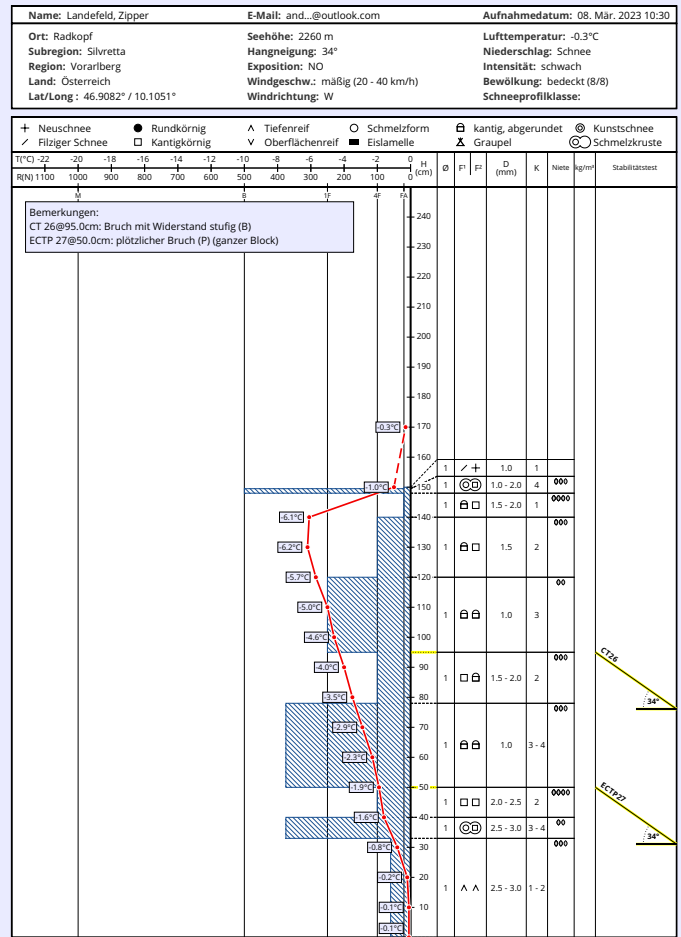 Name: Landefeld, Zipper E-Mail: and...@outlook.com Aufnahmedatum: 08. Mär. 2023 10:30
Ort: Radkopf Seehöhe: 2260 m Lufttemperatur: -0.3°C
Subregion: Silvretta Hangneigung: 34° Niederschlag: Schnee
Region: Vorarlberg Exposition: NO Intensität: schwach
Land: Österreich Windgeschw.: mäßig (20 - 40 km/h) Bewölkung: bedeckt (8/8)
Lat/Long : 46.9082° / 10.1051° Windrichtung: W Schneeprofilklasse:
Neuschnee Rundkörnig Tiefenreif Schmelzform kantig, abgerundet Kunstschnee
Filziger Schnee Kantigkörnig Oberflächenreif Eislamelle Graupel Schmelzkruste
T(°C) -22 -20 -18 -16 -14 -12 -10 -8 -6 -4 -2 0 H (cm) Ø F¹ F² D (mm) K Niete kg/m³ Stabilitätstest
R(N) 1100 1000 900 800 700 600 500 400 300 200 100 0
M B 1F 4F FA
Bemerkungen:
CT 26@95.0cm: Bruch mit Widerstand stufig (B)
ECTP 27@50.0cm: plötzlicher Bruch (P) (ganzer Block)
240
230
220
210
200
190
180
-0.3°C 170
160
1 1.0 1
-1.0°C 150 1 1.0 - 2.0 4
1 1.5 - 2.0 1
-6.1°C 140
-6.2°C 130 1 1.5 2
-5.7°C 120
-5.0°C 110 1 1.0 3
-4.6°C 100
CT26
-4.0°C 90 1 1.5 - 2.0 2
-3.5°C 80 34°
-2.9°C 70
1 1.0 3 - 4
-2.3°C 60
-1.9°C 50 ECTP27
1 2.0 - 2.5 2
-1.6°C 40
1 2.5 - 3.0 3 - 4
34°
-0.8°C 30
-0.2°C 20
1 2.5 - 3.0 1 - 2
-0.1°C 10
-0.1°C